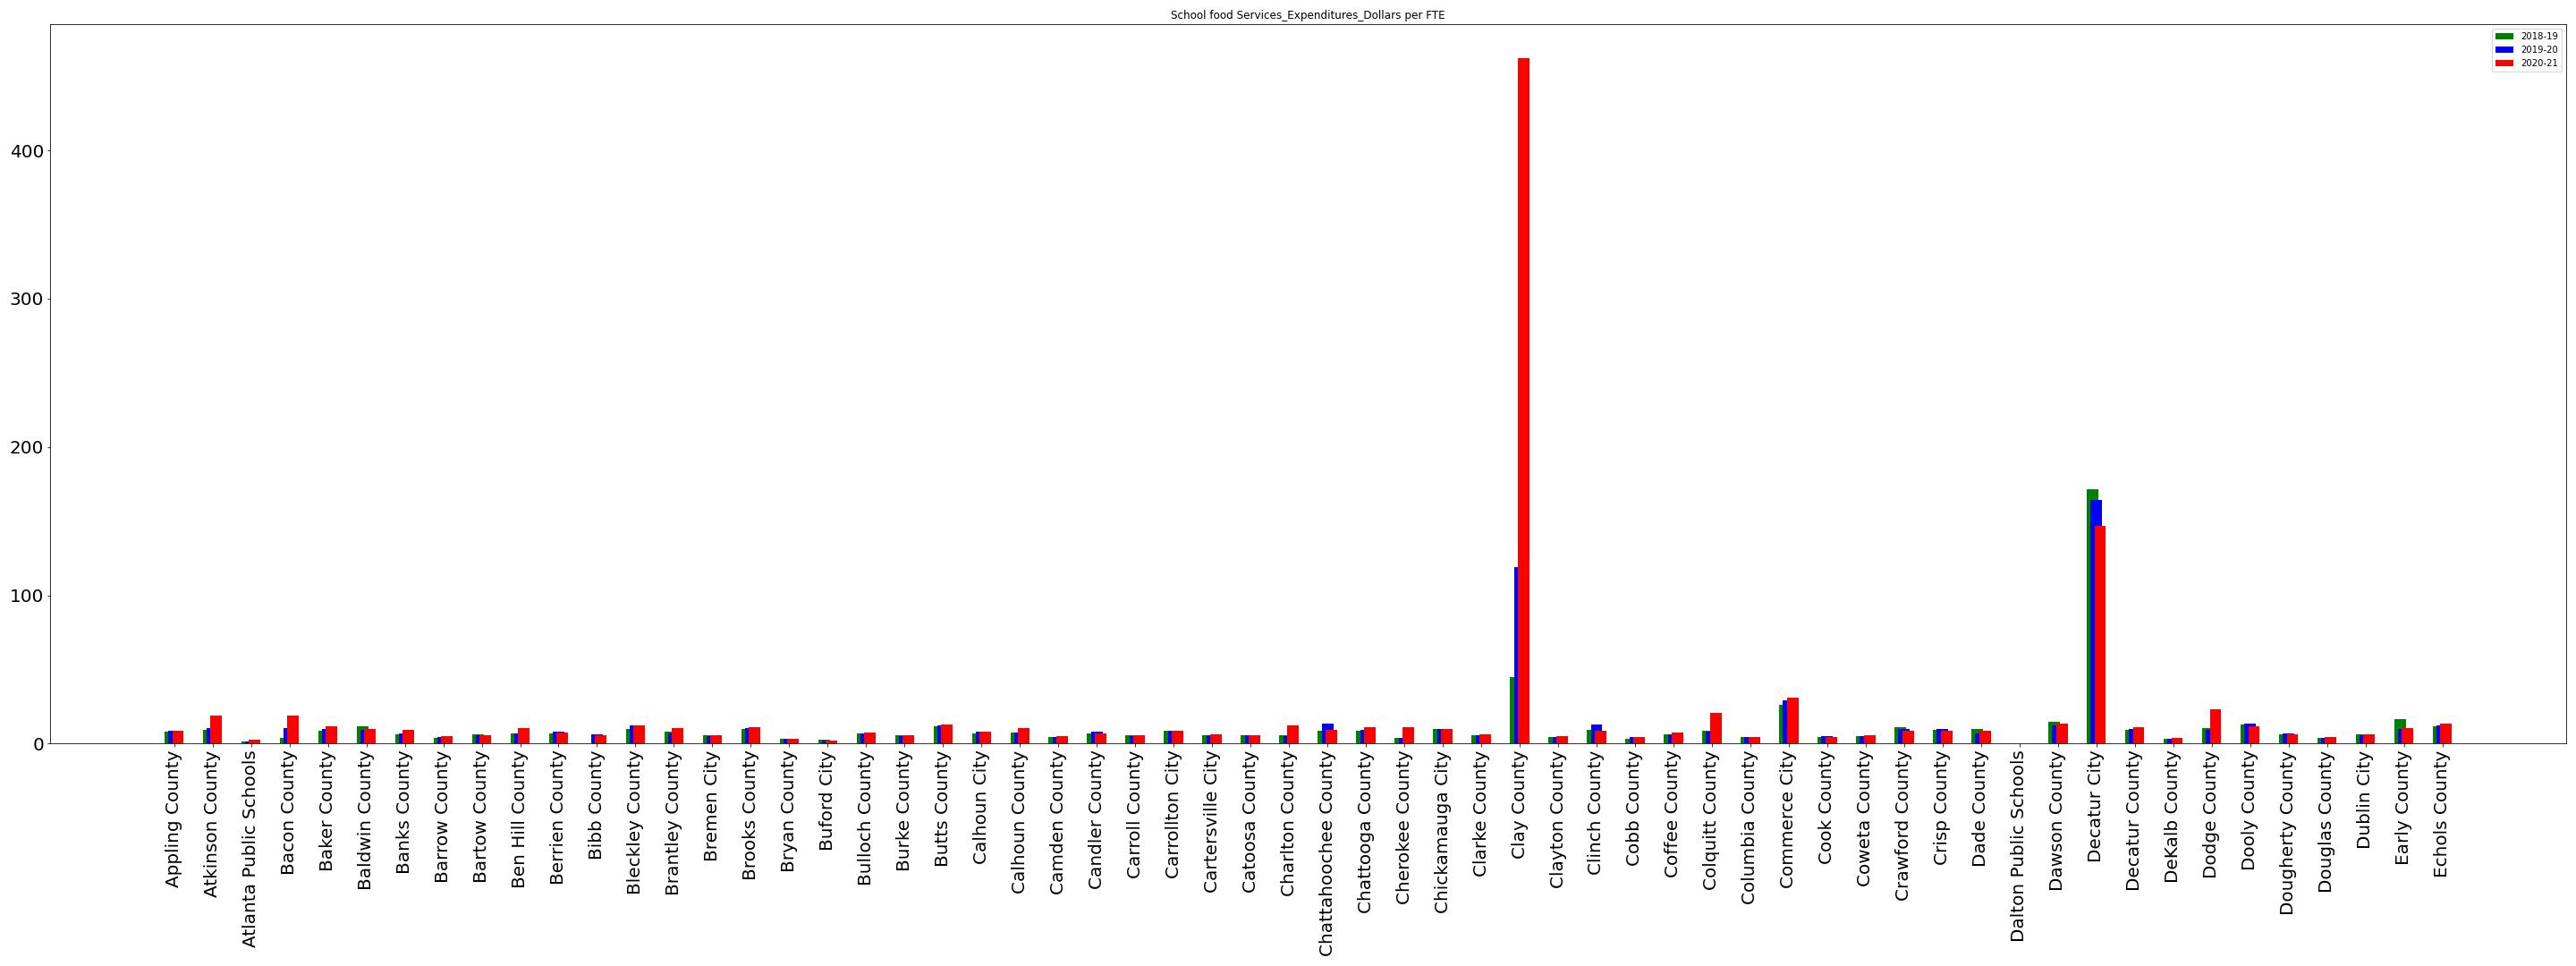 School food Services_Expenditures_Dollars per FTE
2018-19
2019-20
2020-21
400
300
200
100
0
Appling County
Atkinson County
Atlanta Public Schools
Bacon County
Baker County
Baldwin County
Banks County
Barrow County
Bartow County
Ben Hill County
Berrien County
Bibb County
Bleckley County
Brantley County
Bremen City
Brooks County
Bryan County
Buford City
Bulloch County
Burke County
Butts County
Calhoun City
Calhoun County
Camden County
Candler County
Carroll County
Carrollton City
Cartersville City
Catoosa County
Charlton County
Chattahoochee County
Chattooga County
Cherokee County
Chickamauga City
Clarke County
Clay County
Clayton County
Clinch County
Cobb County
Coffee County
Colquitt County
Columbia County
Commerce City
Cook County
Coweta County
Crawford County
Crisp County
Dade County
Dalton Public Schools
Dawson County
Decatur City
Decatur County
DeKalb County
Dodge County
Dooly County
Dougherty County
Douglas County
Dublin City
Early County
Echols County